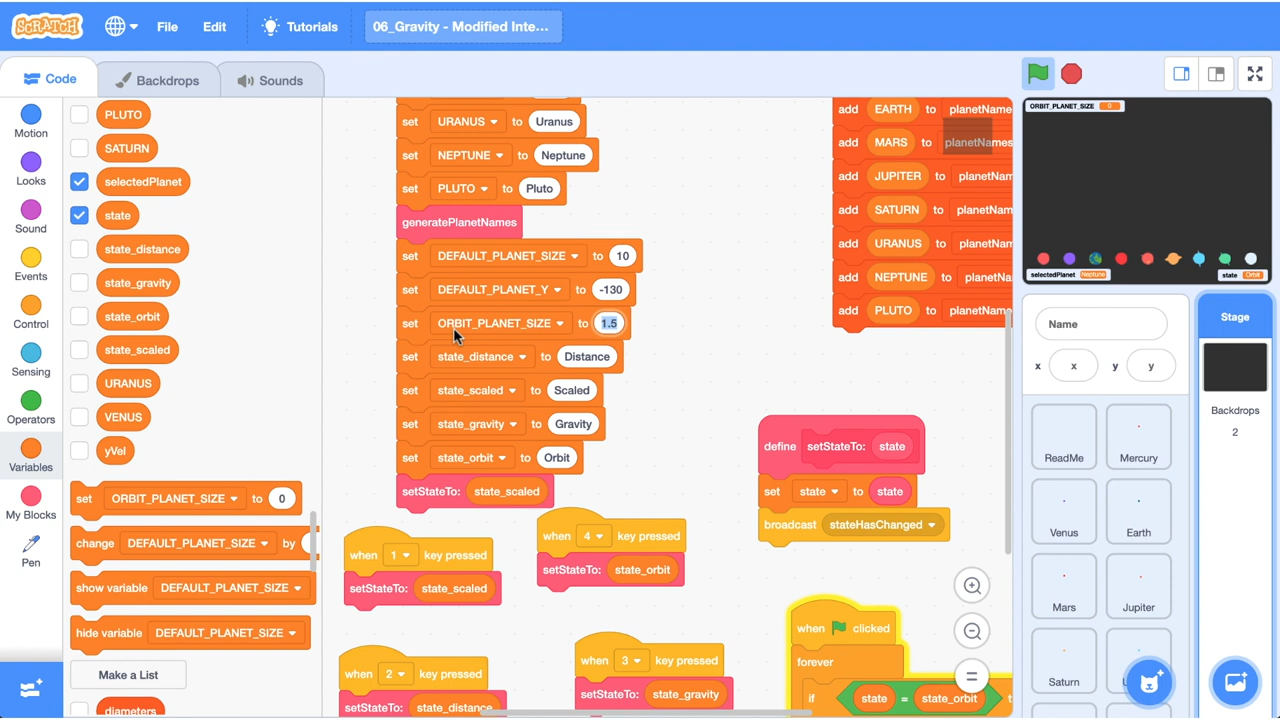 SCRATCH
File
Edit
Tutorials
06_Gravity - Modified Inte...
Code
Backdrops
Sounds
Motion
Looks
Sound
Events
Control
Sensing
Operators
Variables
My Blocks
Pen
PLUTO
SATURN
selectedPlanet
state
state_distance
state_gravity
state_orbit
state_scaled
URANUS
VENUS
yVel
set ORBIT_PLANET_SIZE to 0
change DEFAULT_PLANET_SIZE by
show variable DEFAULT_PLANET_SIZE
hide variable DEFAULT_PLANET_SIZE
Make a List
diameters
set URANUS to Uranus
set NEPTUNE to Neptune
set PLUTO to Pluto
generatePlanetNames
set DEFAULT_PLANET_SIZE to 10
set DEFAULT_PLANET_Y to -130
set ORBIT_PLANET_SIZE to 1.5
set state_distance to Distance
set state_scaled to Scaled
set state_gravity to Gravity
set state_orbit to Orbit
setStateTo: state_scaled
when 1 key pressed
setStateTo: state_scaled
when 4 key pressed
setStateTo: state_orbit
when 2 key pressed
setStateTo: state_distance
when 3 key pressed
setStateTo: state_gravity
add EARTH to planetName
add MARS to planetNames
add JUPITER to planetNam
add SATURN to planetNam
add URANUS to planetNam
add NEPTUNE to planetNa
add PLUTO to planetNam
define setStateTo: state
set state to state
broadcast stateHasChanged
when clicked
forever
if state = state_orbit t
ORBIT_PLANET_SIZE 0
selectedPlanet Neptune
state Orbit
Name
x x y y
ReadMe
Mercury
Venus
Earth
Mars
Jupiter
Saturn
Stage
Backdrops
2